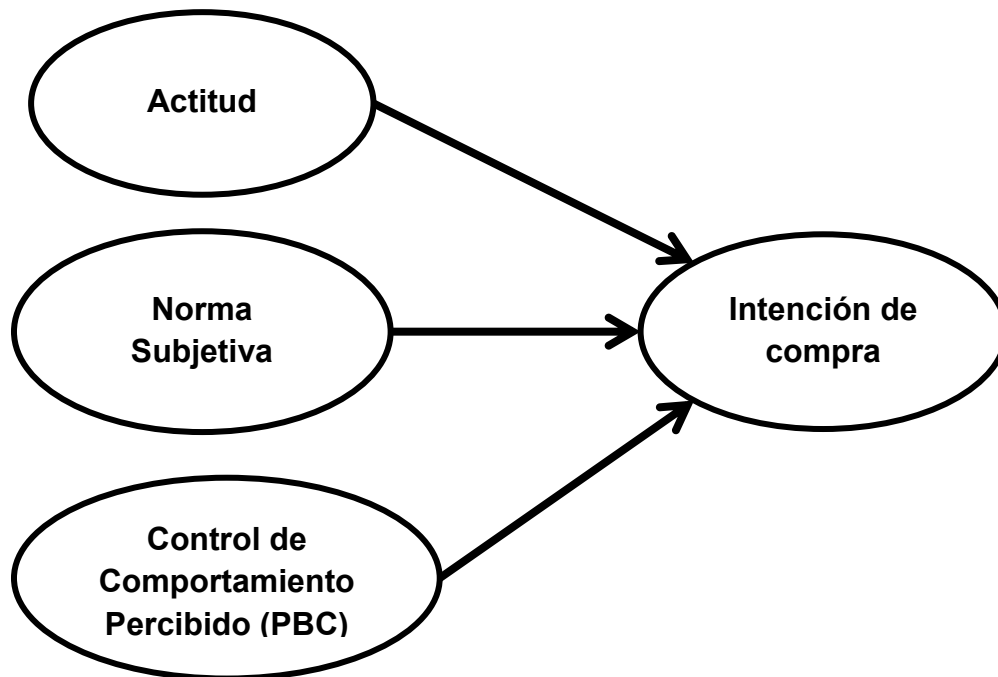 Actitud
Norma
Subjetiva
Control de
Comportamiento
Percibido (PBC)
Intención de
compra